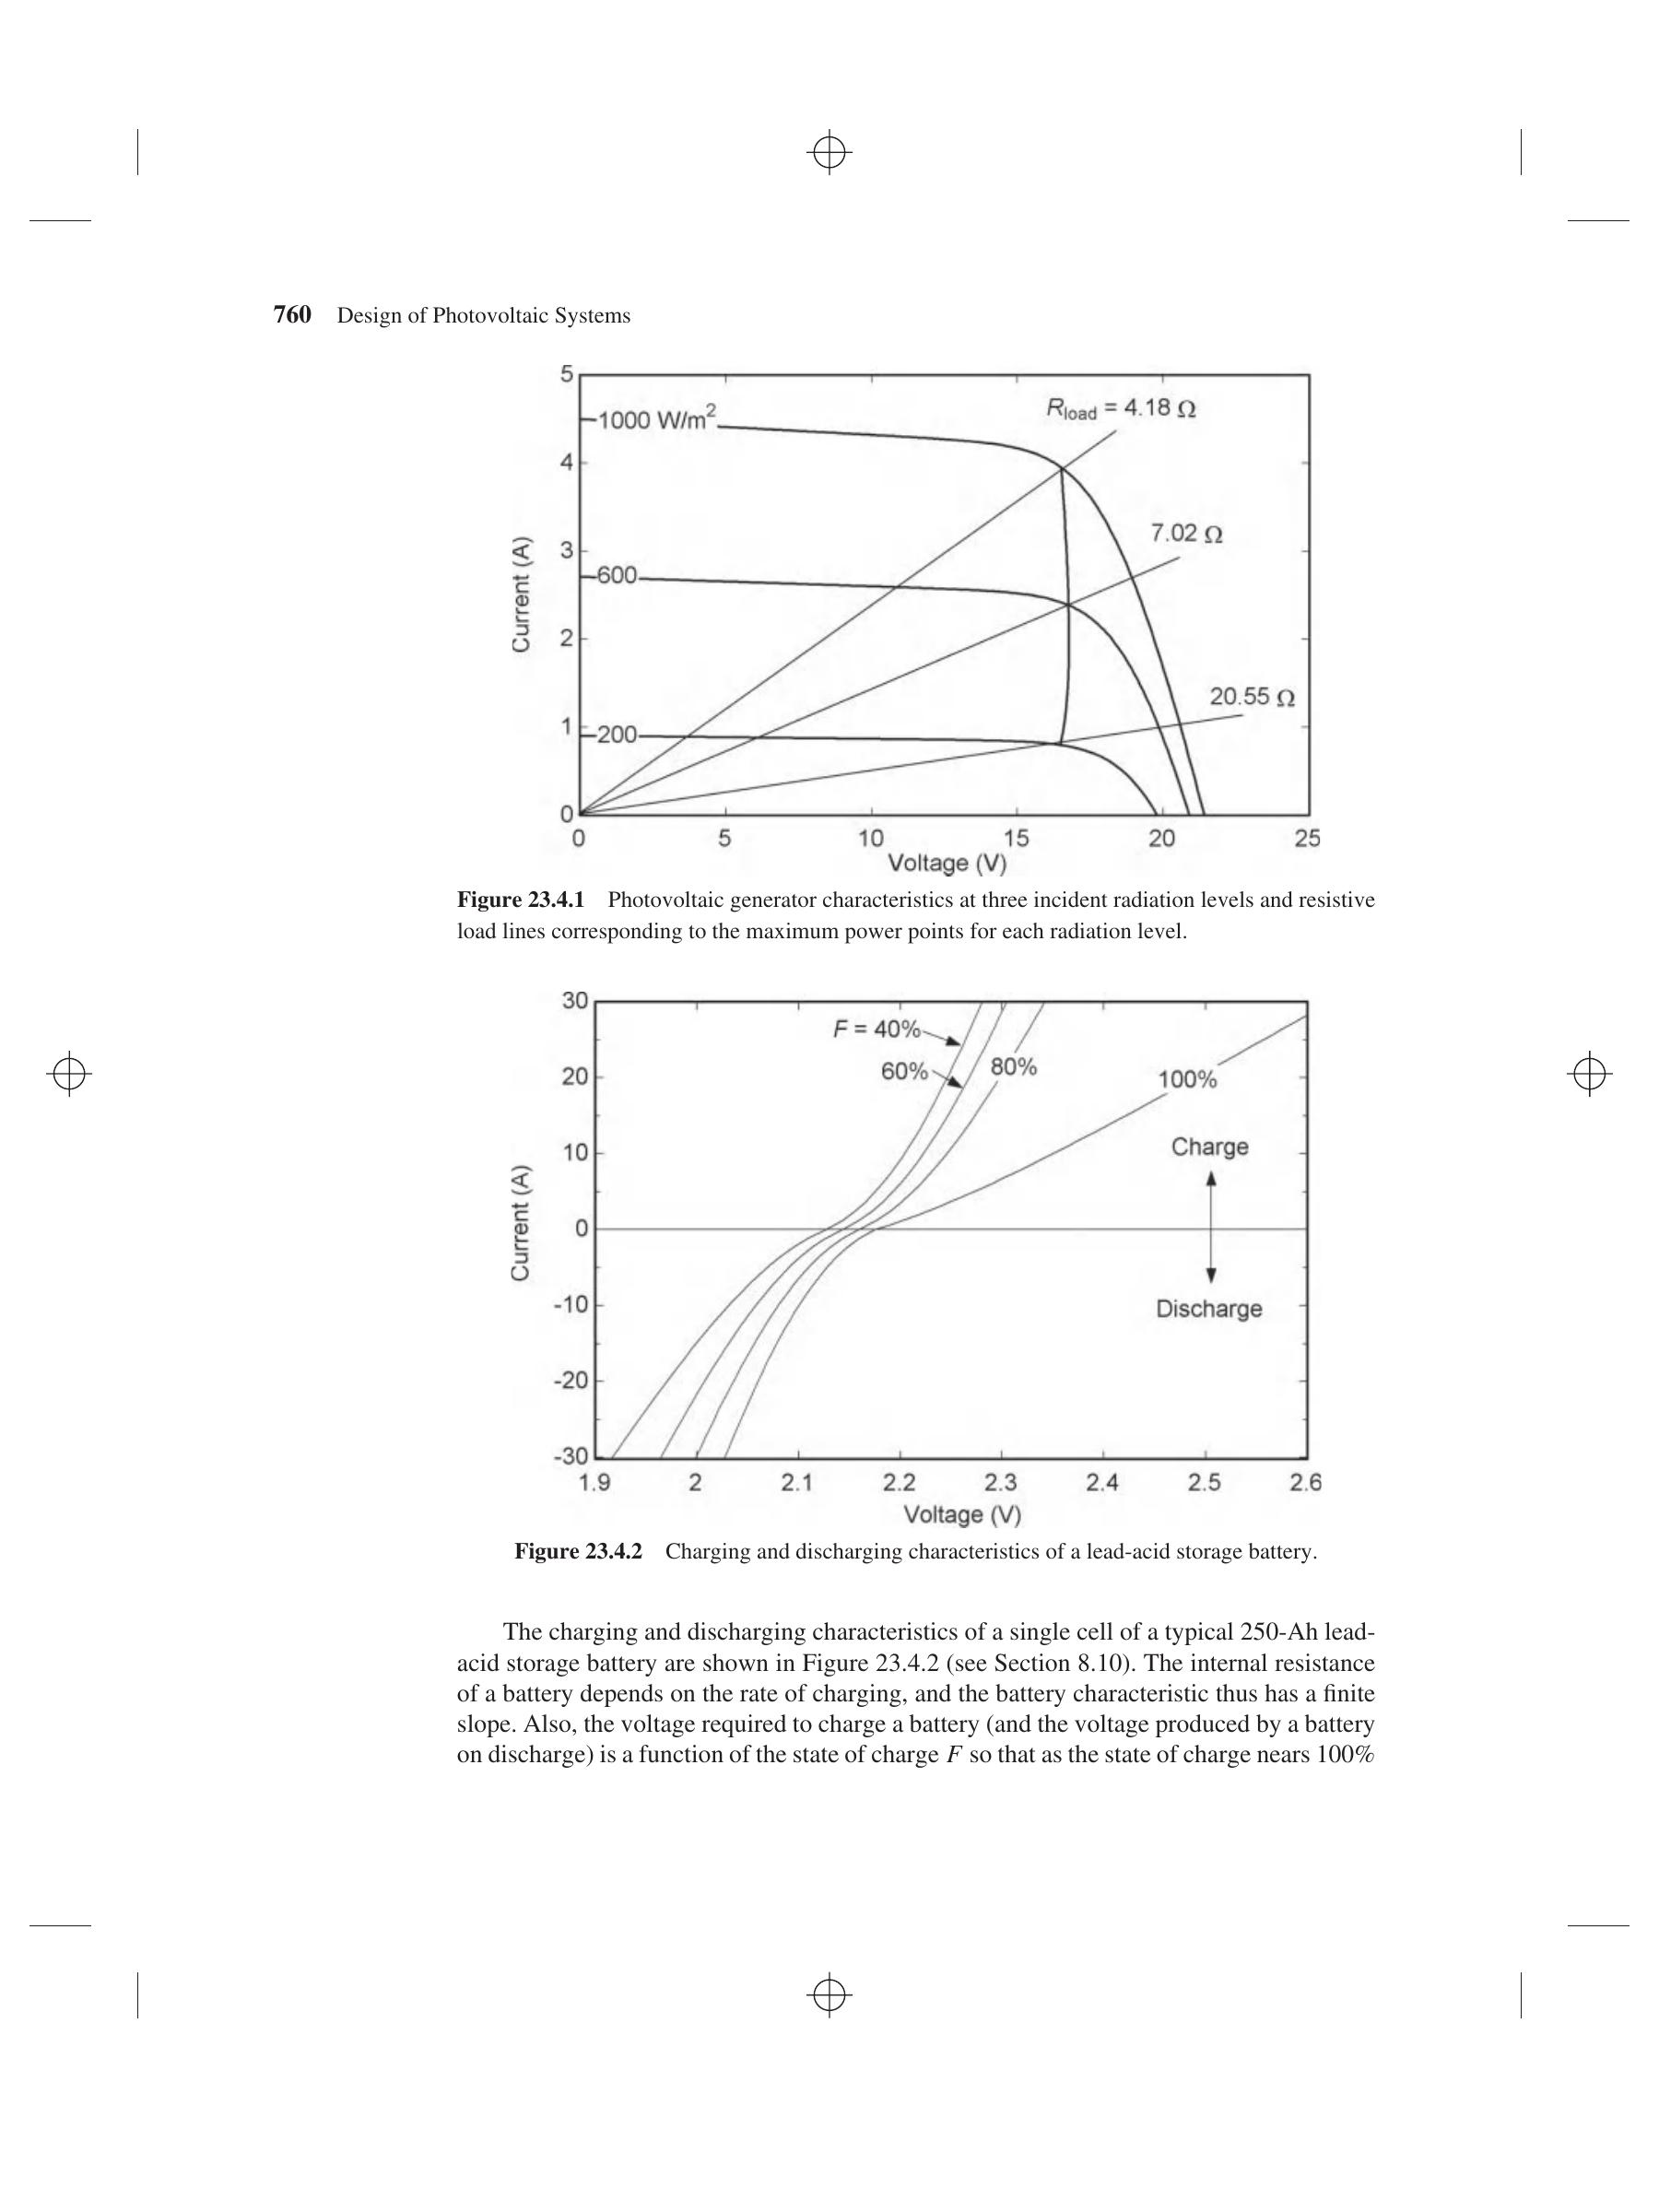 760 Design of Photovoltaic Systems
5
4
3
2
1
0
Current (A)
1000 W/m²
600
200
Rload = 4.18 Ω
7.02 Ω
20.55 Ω
0 5 10 15 20 25
Voltage (V)
Figure 23.4.1 Photovoltaic generator characteristics at three incident radiation levels and resistive
load lines corresponding to the maximum power points for each radiation level.
30
20
10
0
-10
-20
-30
Current (A)
F = 40%
60%
80%
100%
Charge
Discharge
1.9 2 2.1 2.2 2.3 2.4 2.5 2.6
Voltage (V)
Figure 23.4.2 Charging and discharging characteristics of a lead-acid storage battery.
The charging and discharging characteristics of a single cell of a typical 250-Ah lead-
acid storage battery are shown in Figure 23.4.2 (see Section 8.10). The internal resistance
of a battery depends on the rate of charging, and the battery characteristic thus has a finite
slope. Also, the voltage required to charge a battery (and the voltage produced by a battery
on discharge) is a function of the state of charge F so that as the state of charge nears 100%